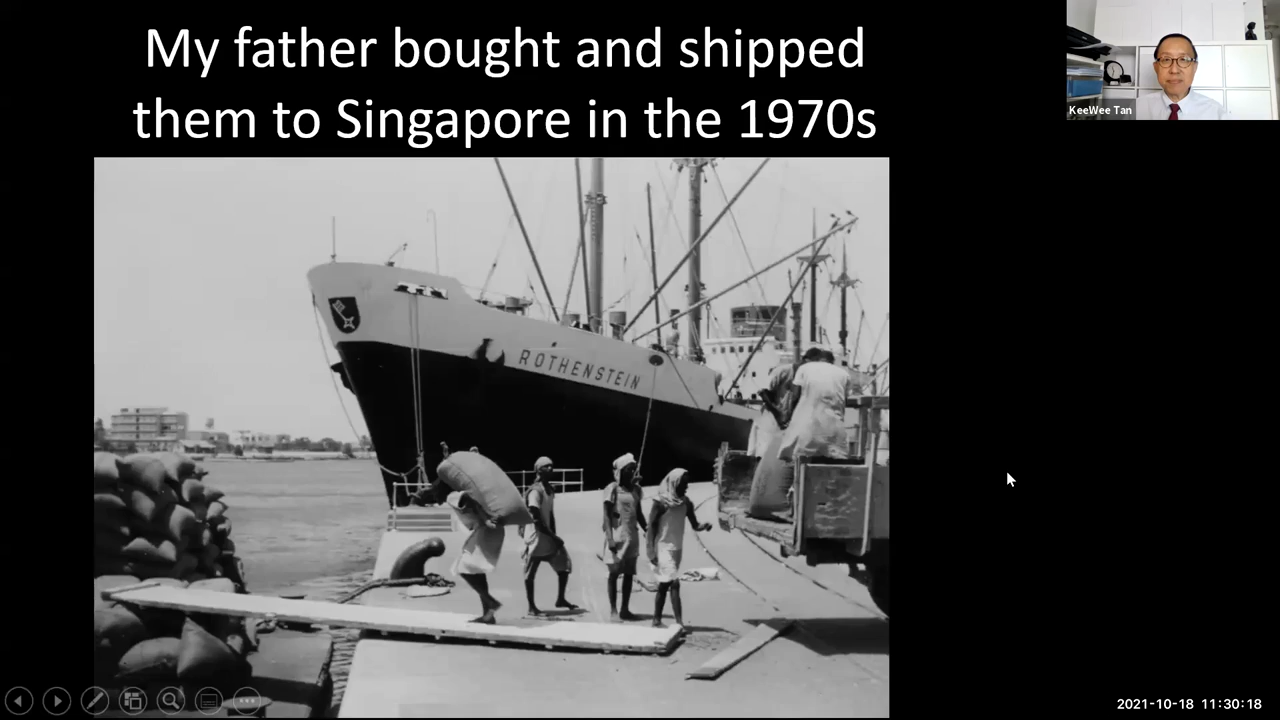 My father bought and shipped
them to Singapore in the 1970s
KeeWee Tan
ROTHENSTEIN
2021-10-18 11:30:18